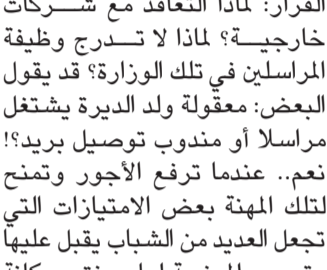 القرار: لماذا التعاقد مع شركات
خارجية؟ لماذا لا تدرج وظيفة
المراسلين في تلك الوزارة؟ قد يقول
البعض: معقولة ولد الديرة يشتغل
مراسلا أو مندوب توصيل بريد؟!
نعم.. عندما ترفع الأجور وتمنح
لتلك المهنة بعض الامتيازات التي
تجعل العديد من الشباب يقبل عليها